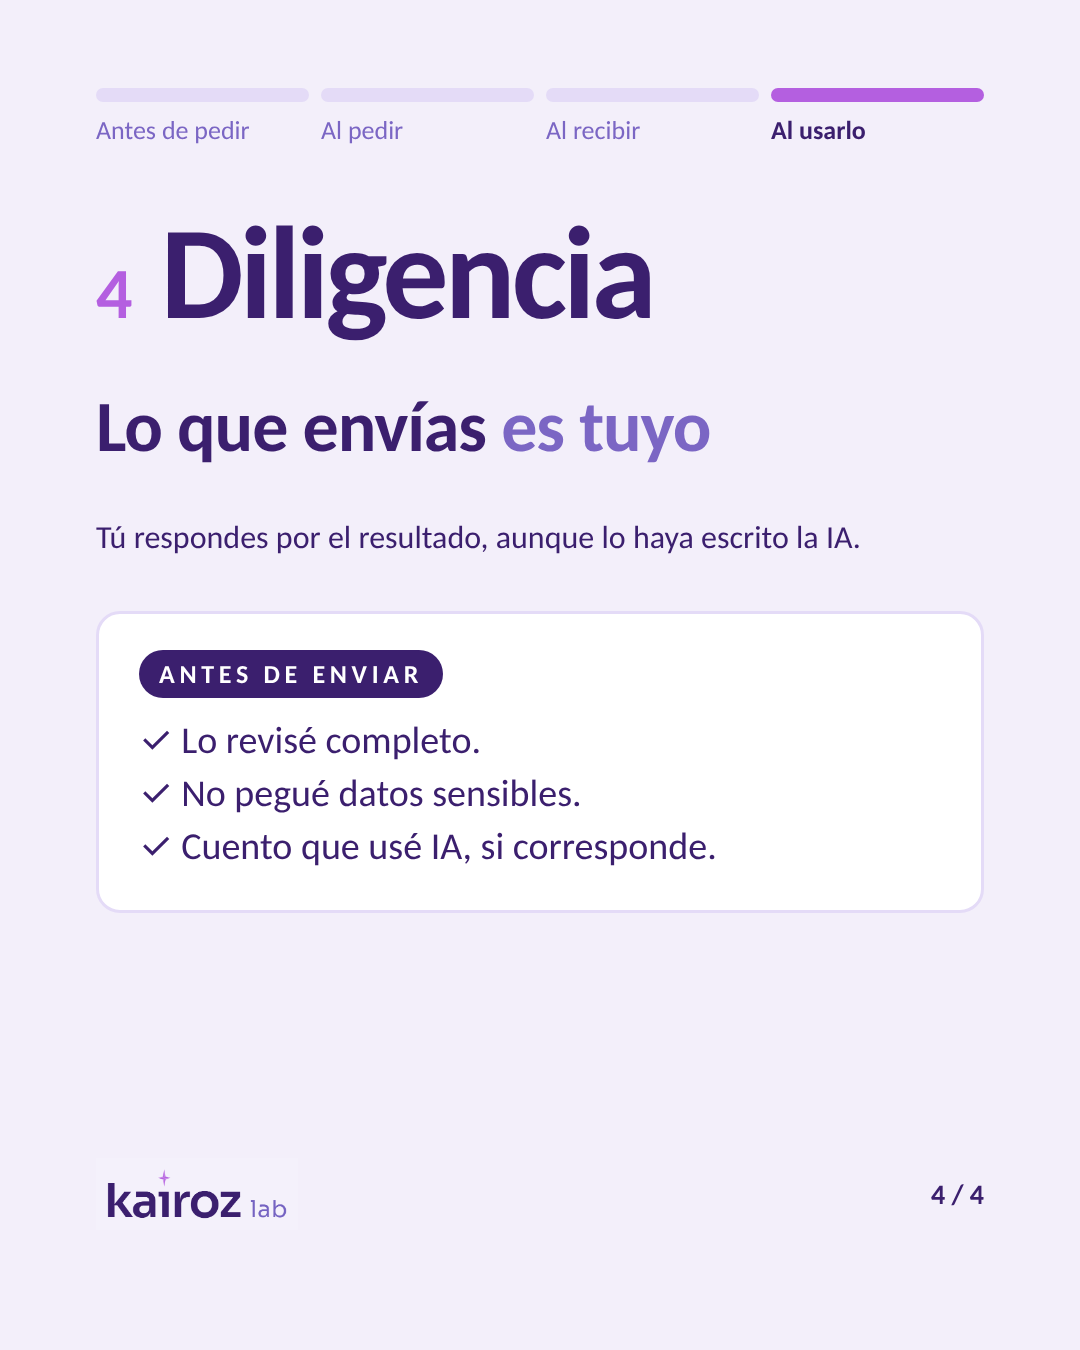 Antes de pedir
Al pedir
Al recibir
Al usarlo
4 Diligencia
Lo que envías es tuyo
Tú respondes por el resultado, aunque lo haya escrito la IA.
ANTES DE ENVIAR
✓ Lo revisé completo.
✓ No pegué datos sensibles.
✓ Cuento que usé IA, si corresponde.
kairoz lab
4 / 4